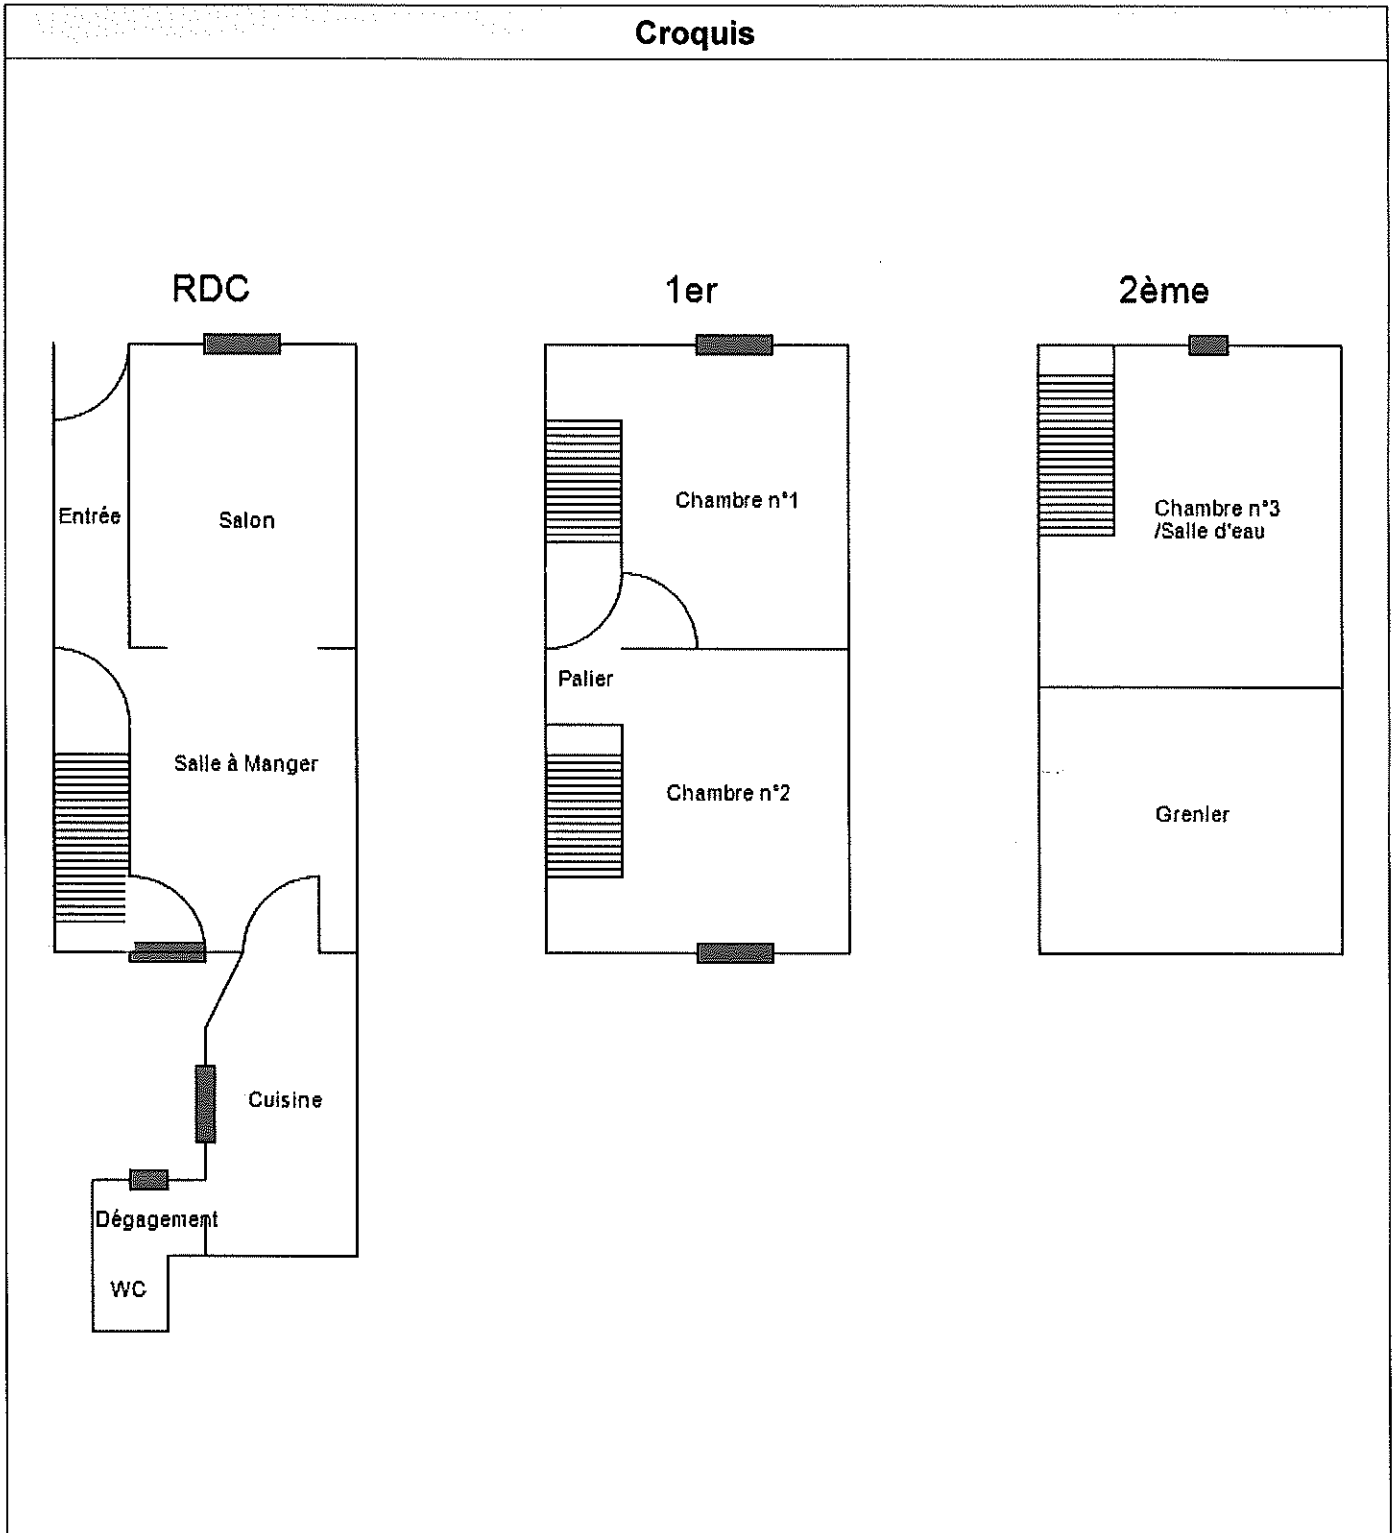 Croquis
RDC
Entrée
Salon
Salle à Manger
Cuisine
Dégagement
WC
1er
Chambre n°1
Palier
Chambre n°2
2ème
Chambre n°3
/Salle d'eau
Grenier